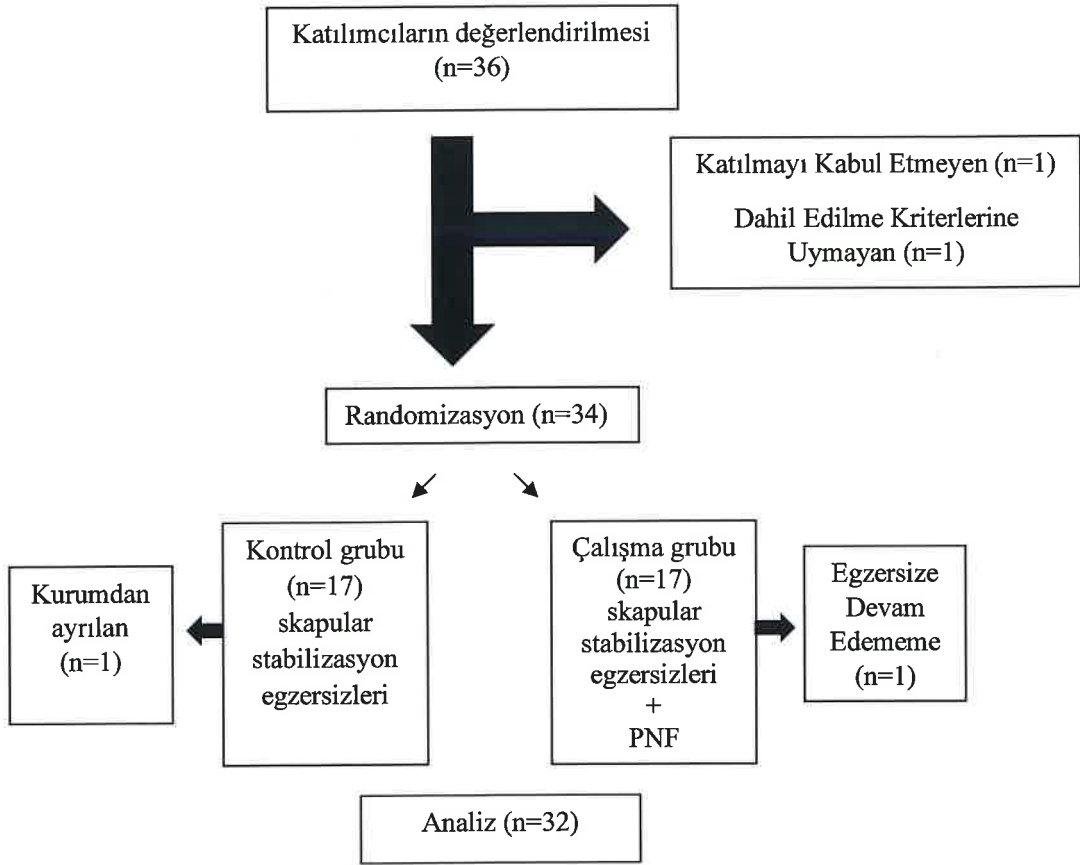 Katılımcıların değerlendirilmesi
(n=36)
Katılmayı Kabul Etmeyen (n=1)
Dahil Edilme Kriterlerine
Uymayan (n=1)
Randomizasyon (n=34)
Kurumdan
ayrılan
(n=1)
Kontrol grubu
(n=17)
skapular
stabilizasyon
egzersizleri
Çalışma grubu
(n=17)
skapular
stabilizasyon
egzersizleri
+
PNF
Egzersize
Devam
Edememe
(n=1)
Analiz (n=32)